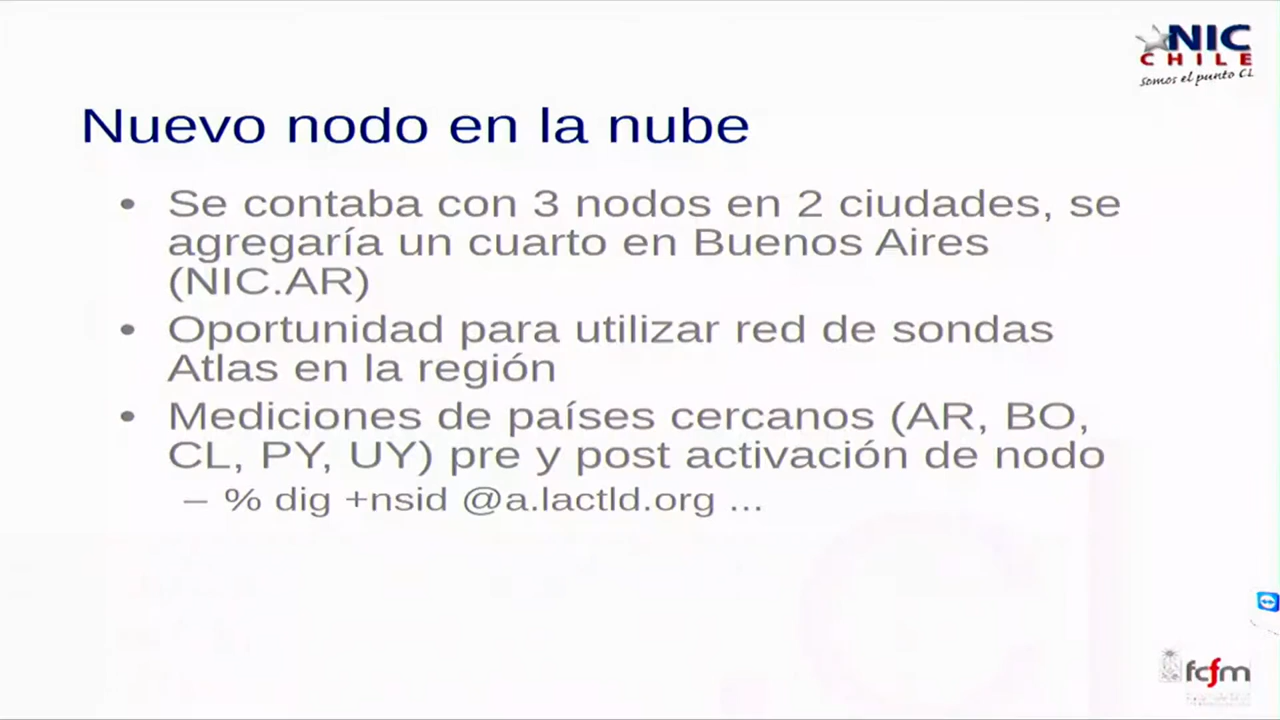 NIC
CHILE
Somos el punto CL
Nuevo nodo en la nube
• Se contaba con 3 nodos en 2 ciudades, se
agregaría un cuarto en Buenos Aires
(NIC.AR)
• Oportunidad para utilizar red de sondas
Atlas en la región
• Mediciones de países cercanos (AR, BO,
CL, PY, UY) pre y post activación de nodo
– % dig +nsid @a.lactld.org ...
fcfm